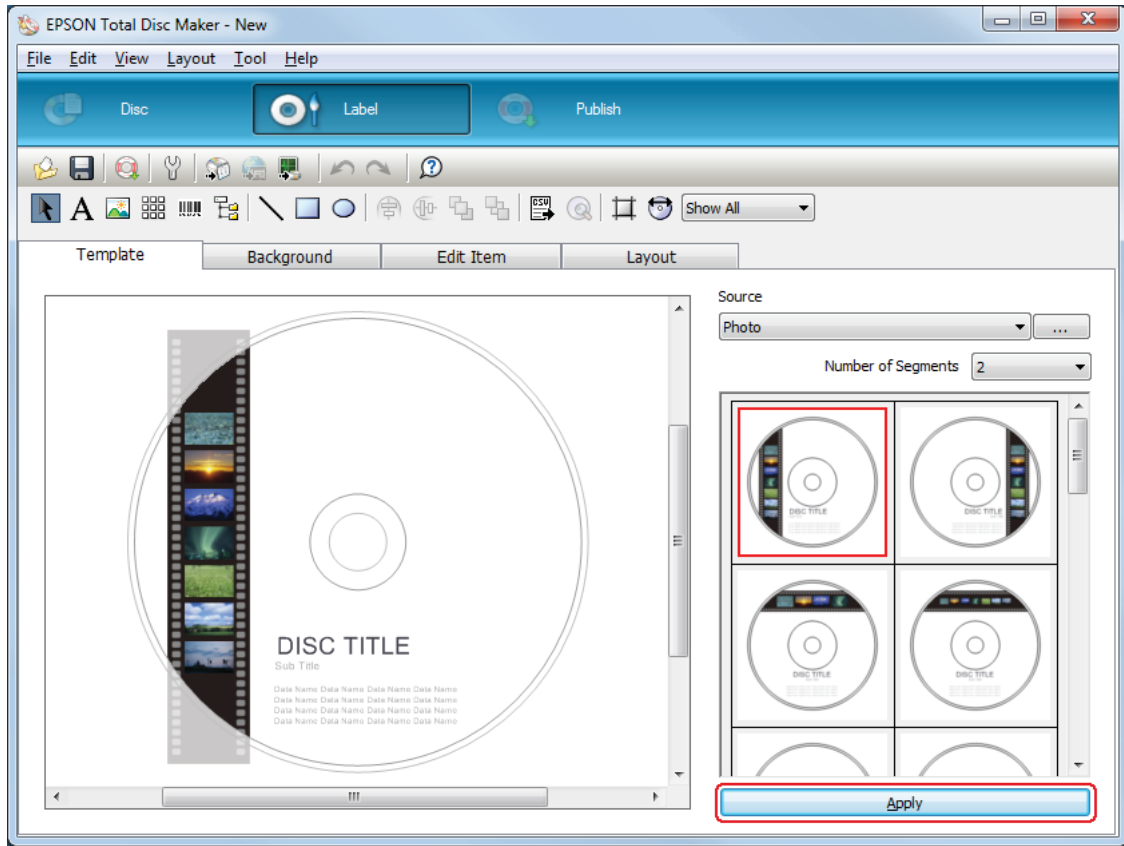 EPSON Total Disc Maker - New
File Edit View Layout Tool Help
Disc Label Publish
A CSV Show All
Template Background Edit Item Layout
Source
Photo ...
Number of Segments 2
DISC TITLE
Sub Title
Data Name Data Name Data Name Data Name
Data Name Data Name Data Name Data Name
Data Name Data Name Data Name Data Name
Data Name Data Name Data Name Data Name
DISC TITLE
DISC TITLE
DISC TITLE
DISC TITLE
Apply